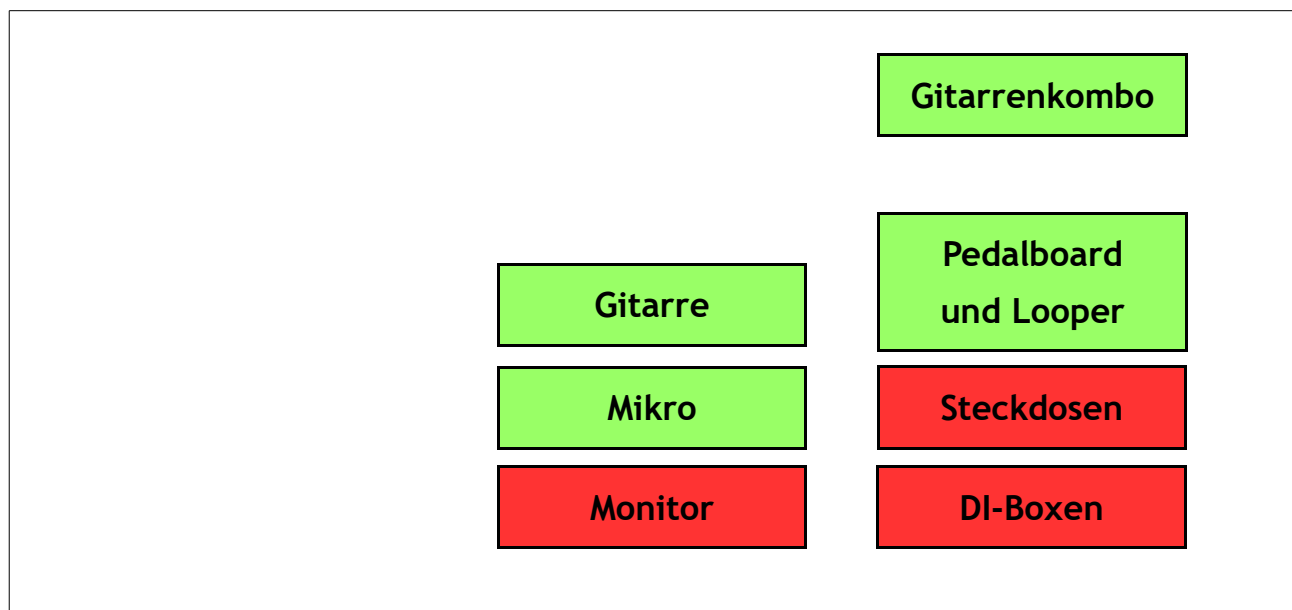 Gitarrenkombo
Pedalboard
und Looper
Gitarre
Mikro
Steckdosen
Monitor
DI-Boxen